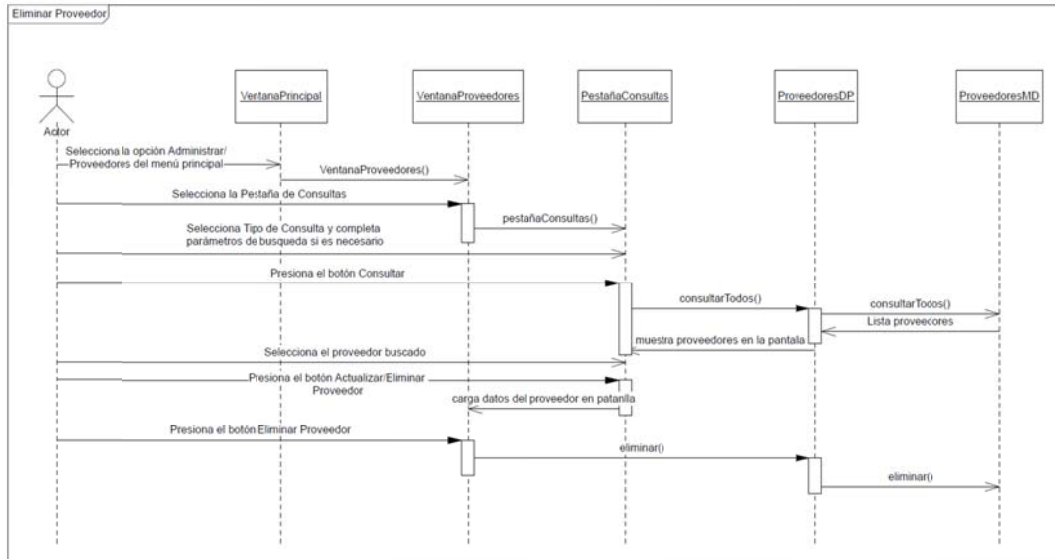 Eliminar Proveedor
VentanaPrincipal
VentanaProveedores
PestañaConsultas
ProveedoresDP
ProveedoresMD
Actor
Selecciona la opción Administrar/
Proveedores del menú principal
VentanaProveedores()
Selecciona la Pestaña de Consultas
pestañaConsultas()
Selecciona Tipo de Consulta y completa
parámetros de busqueda si es necesario
Presiona el botón Consultar
consultarTodos()
consultarTodos()
Lista proveedores
muestra proveedores en la pantala
Selecciona el proveedor buscado
Presiona el botón Actualizar/Eliminar
Proveedor
carga datos del proveedor en patanlla
Presiona el botón Eliminar Proveedor
eliminar()
eliminar()